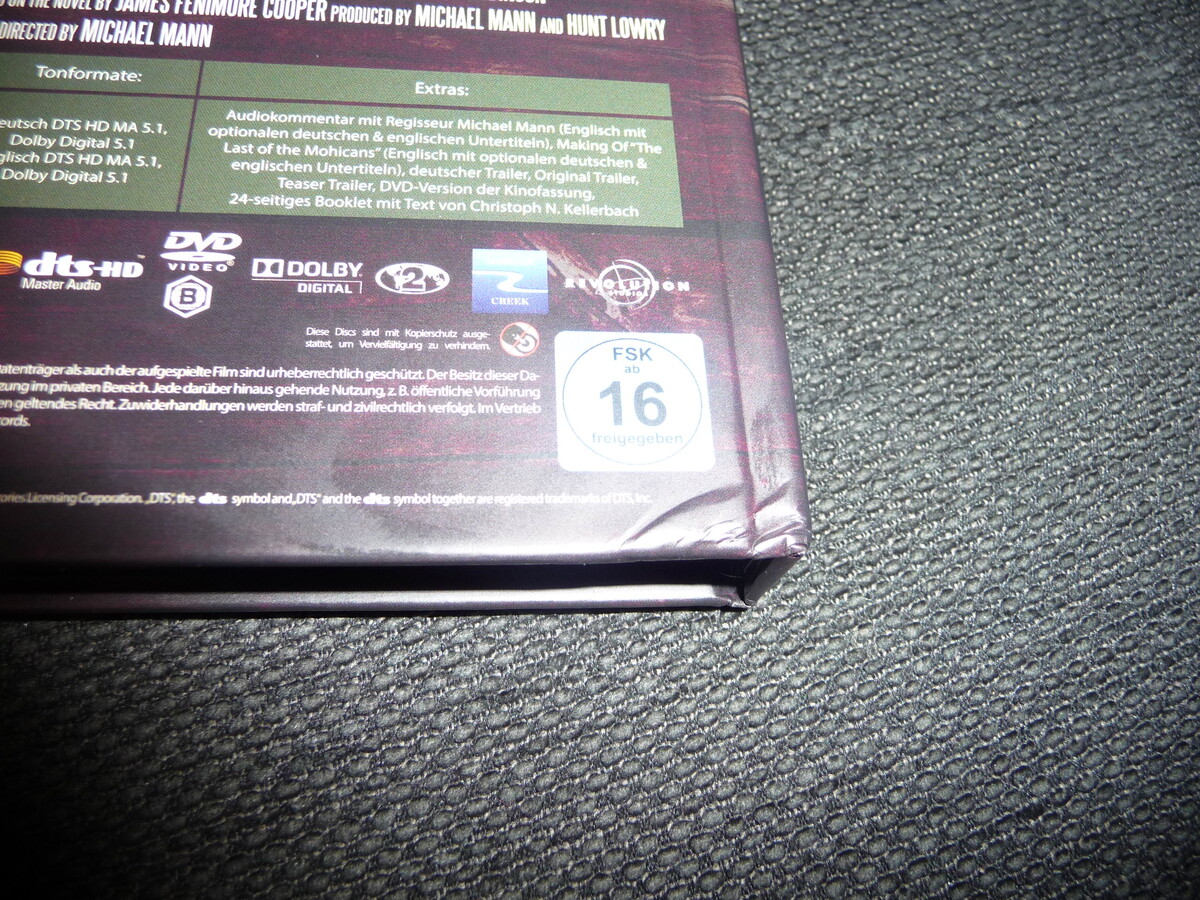 ON THE NOVEL BY JAMES FENIMORE COOPER PRODUCED BY MICHAEL MANN AND HUNT LOWRY
DIRECTED BY MICHAEL MANN
Tonformate:
eutsch DTS HD MA 5.1,
Dolby Digital 5.1
glisch DTS HD MA 5.1,
Dolby Digital 5.1
Extras:
Audiokommentar mit Regisseur Michael Mann (Englisch mit
optionalen deutschen & englischen Untertiteln), Making Of "The
Last of the Mohicans" (Englisch mit optionalen deutschen &
englischen Untertiteln), deutscher Trailer, Original Trailer,
Teaser Trailer, DVD-Version der Kinofassung,
24-seitiges Booklet mit Text von Christoph N. Kellerbach
dts-HD
Master Audio
DVD
VIDEO
B
DOLBY
DIGITAL
2
CREEK
REVOLUTION
STUDIOS
Diese Discs sind mit Kopierschutz ausge-
stattet, um Vervielfältigung zu verhindern.
FSK
ab
16
freigegeben
atenträger als auch der aufgespielte Film sind urheberrechtlich geschützt. Der Besitz dieser Da-
zung im privaten Bereich. Jede darüber hinaus gehende Nutzung, z. B. öffentliche Vorführung
en geltendes Recht. Zuwiderhandlungen werden straf- und zivilrechtlich verfolgt. Im Vertrieb
cords.
tories Licensing Corporation. „DTS", the dts symbol and „DTS" and the dts symbol together are registered trademarks of DTS, Inc.